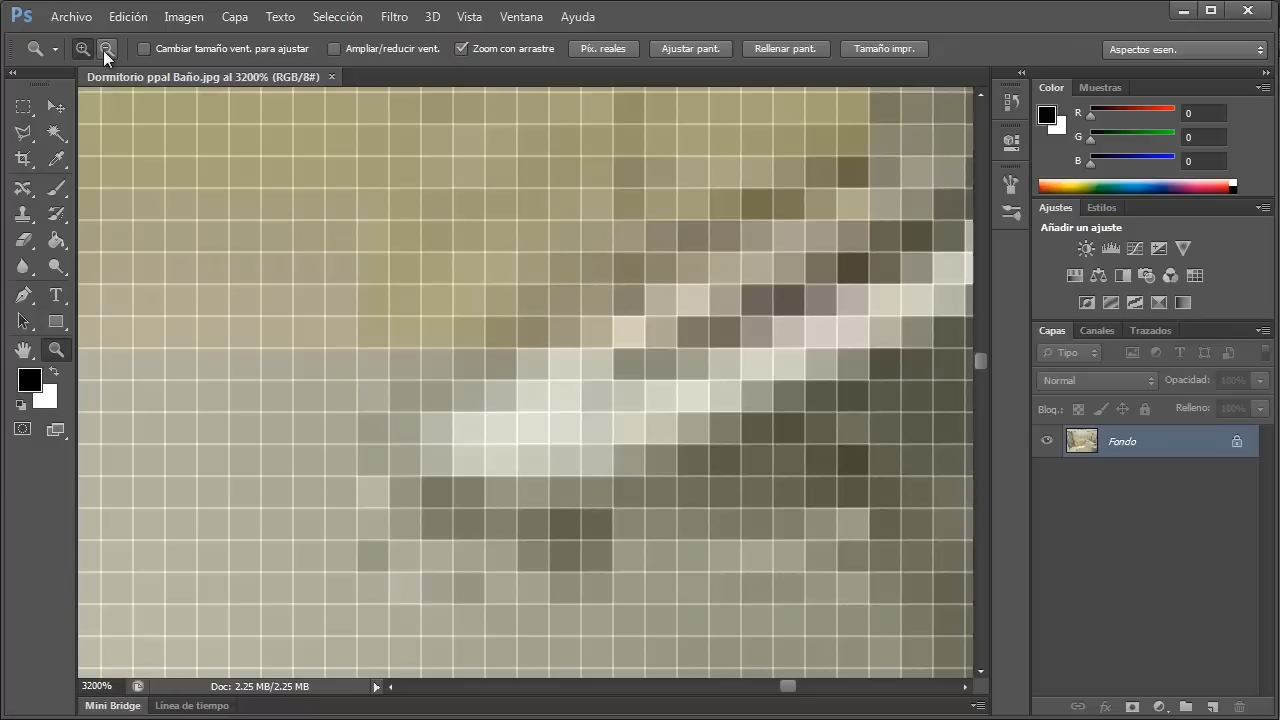 Ps Archivo Edición Imagen Capa Texto Selección Filtro 3D Vista Ventana Ayuda
Cambiar tamaño vent. para ajustar Ampliar/reducir vent. Zoom con arrastre Píx. reales Ajustar pant. Rellenar pant. Tamaño impr. Aspectos esen.
Dormitorio ppal Baño.jpg al 3200% (RGB/8#) ×
Color Muestras
R 0
G 0
B 0
Ajustes Estilos
Añadir un ajuste
Capas Canales Trazados
Tipo
Normal Opacidad: 100%
Bloq.: Relleno: 100%
Fondo
3200% Doc: 2.25 MB/2.25 MB
Mini Bridge Línea de tiempo